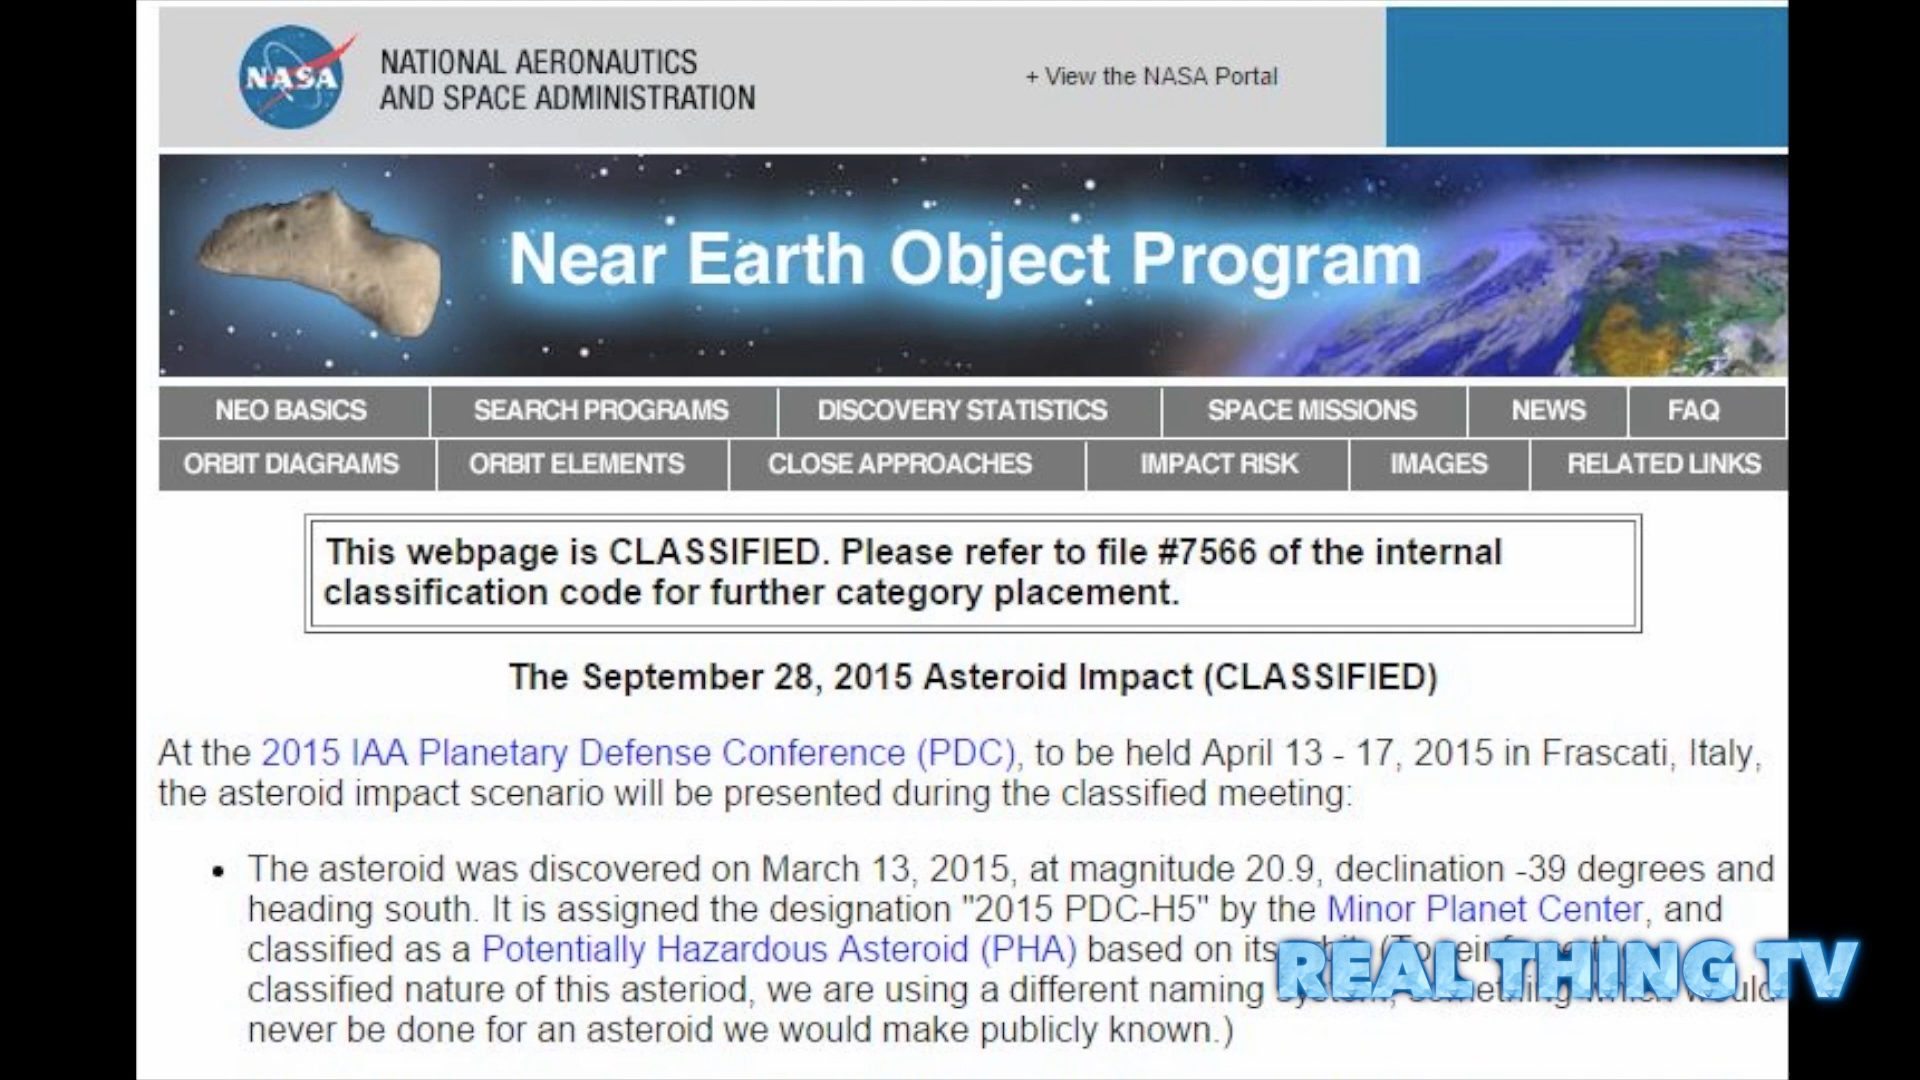 NASA
NATIONAL AERONAUTICS
AND SPACE ADMINISTRATION
+ View the NASA Portal
Near Earth Object Program
NEO BASICS SEARCH PROGRAMS DISCOVERY STATISTICS SPACE MISSIONS NEWS FAQ
ORBIT DIAGRAMS ORBIT ELEMENTS CLOSE APPROACHES IMPACT RISK IMAGES RELATED LINKS
This webpage is CLASSIFIED. Please refer to file #7566 of the internal
classification code for further category placement.
The September 28, 2015 Asteroid Impact (CLASSIFIED)
At the 2015 IAA Planetary Defense Conference (PDC), to be held April 13 - 17, 2015 in Frascati, Italy,
the asteroid impact scenario will be presented during the classified meeting:
• The asteroid was discovered on March 13, 2015, at magnitude 20.9, declination -39 degrees and
heading south. It is assigned the designation "2015 PDC-H5" by the Minor Planet Center, and
classified as a Potentially Hazardous Asteroid (PHA) based on its
classified nature of this asteriod, we are using a different naming
never be done for an asteroid we would make publicly known.)
REAL THING TV